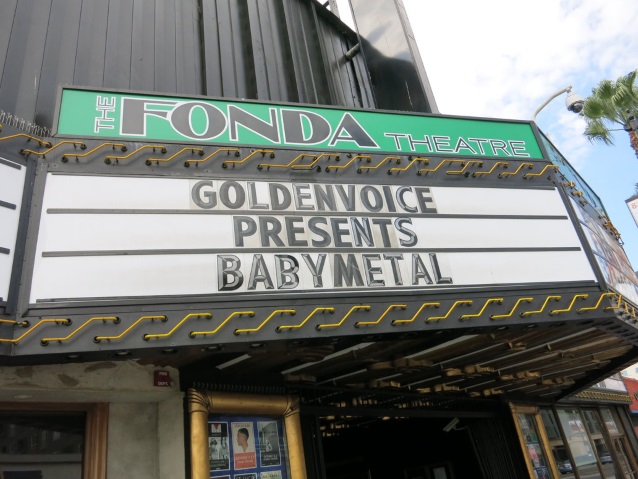 THE FONDA THEATRE
GOLDENVOICE
PRESENTS
BABYMETAL